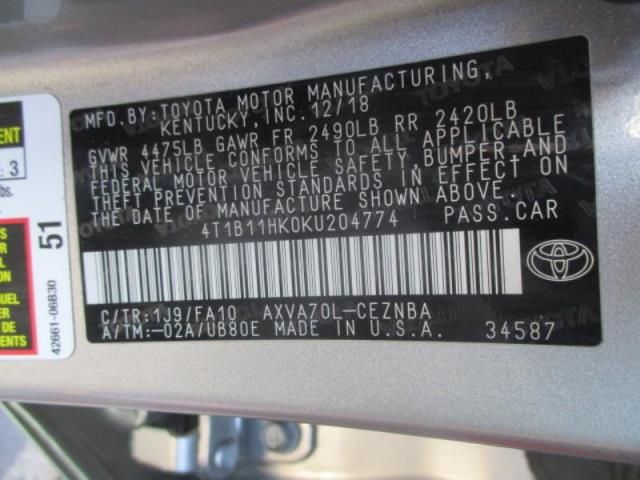 MFD.BY:TOYOTA MOTOR MANUFACTURING,
KENTUCKY, INC.12/18
GVWR 4475LB GAWR FR 2490LB RR 2420LB
THIS VEHICLE CONFORMS TO ALL APPLICABLE
FEDERAL MOTOR VEHICLE SAFETY, BUMPER,AND
THEFT PREVENTION STANDARDS IN EFFECT ON
THE DATE OF MANUFACTURE SHOWN ABOVE.
4T1B11HK0KU204774 PASS.CAR
C/TR:1J9/FA10 AXVA70L-CEZNBA
A/TM:-02A/UB80E MADE IN U.S.A. 34587
3
51
42661-06B30